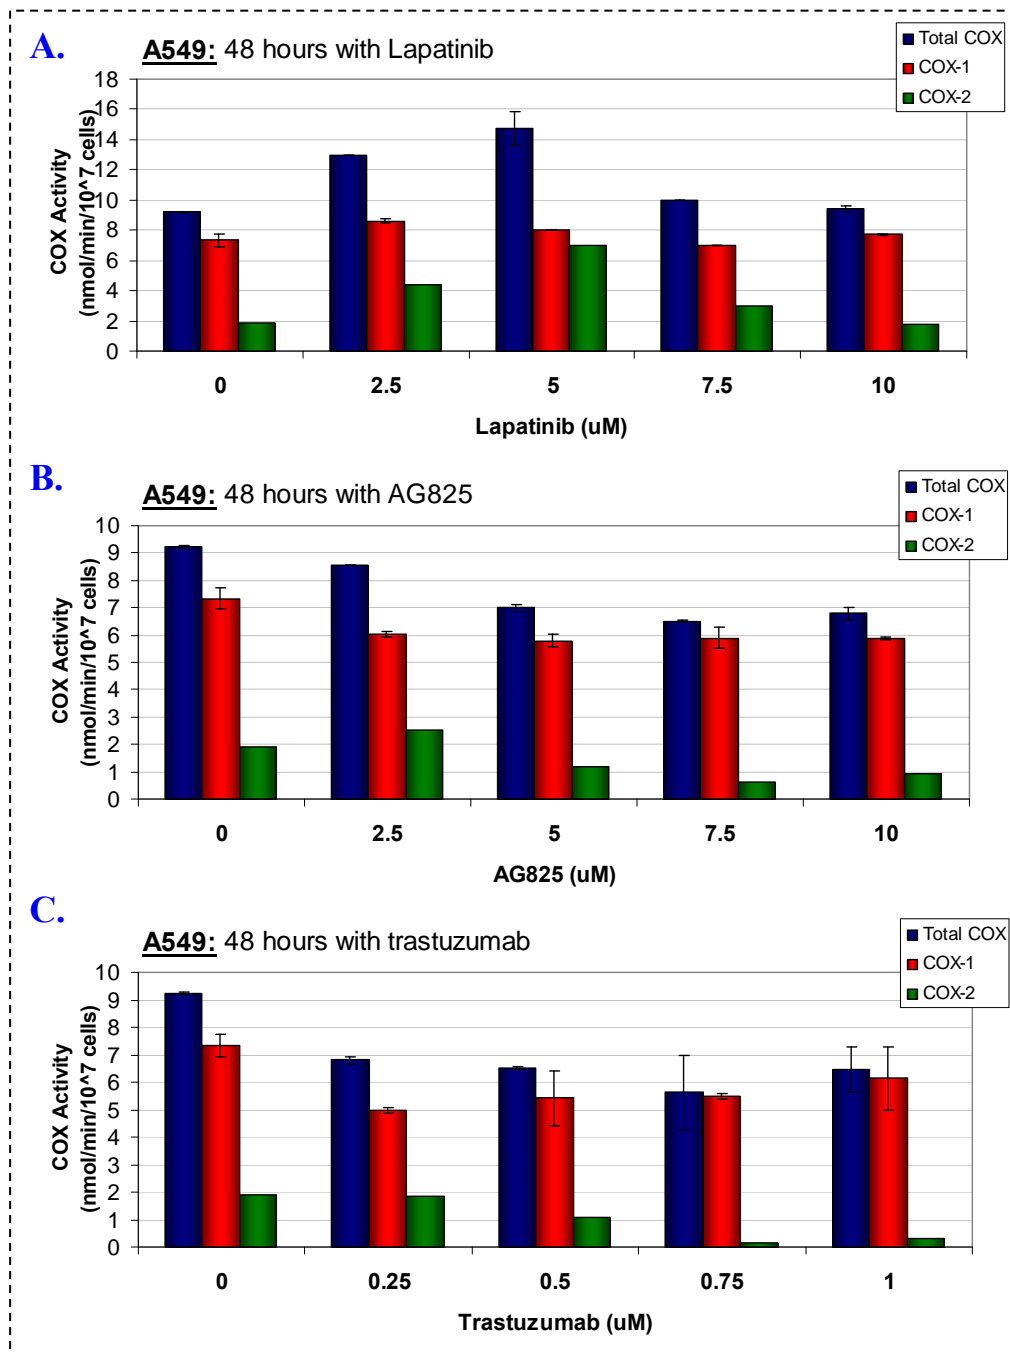 A.
A549: 48 hours with Lapatinib
Total COX
COX-1
COX-2
COX Activity
(nmol/min/10^7 cells)
18
16
14
12
10
8
6
4
2
0
0 2.5 5 7.5 10
Lapatinib (uM)
B.
A549: 48 hours with AG825
Total COX
COX-1
COX-2
COX Activity
(nmol/min/10^7 cells)
10
9
8
7
6
5
4
3
2
1
0
0 2.5 5 7.5 10
AG825 (uM)
C.
A549: 48 hours with trastuzumab
Total COX
COX-1
COX-2
COX Activity
(nmol/min/10^7 cells)
10
9
8
7
6
5
4
3
2
1
0
0 0.25 0.5 0.75 1
Trastuzumab (uM)